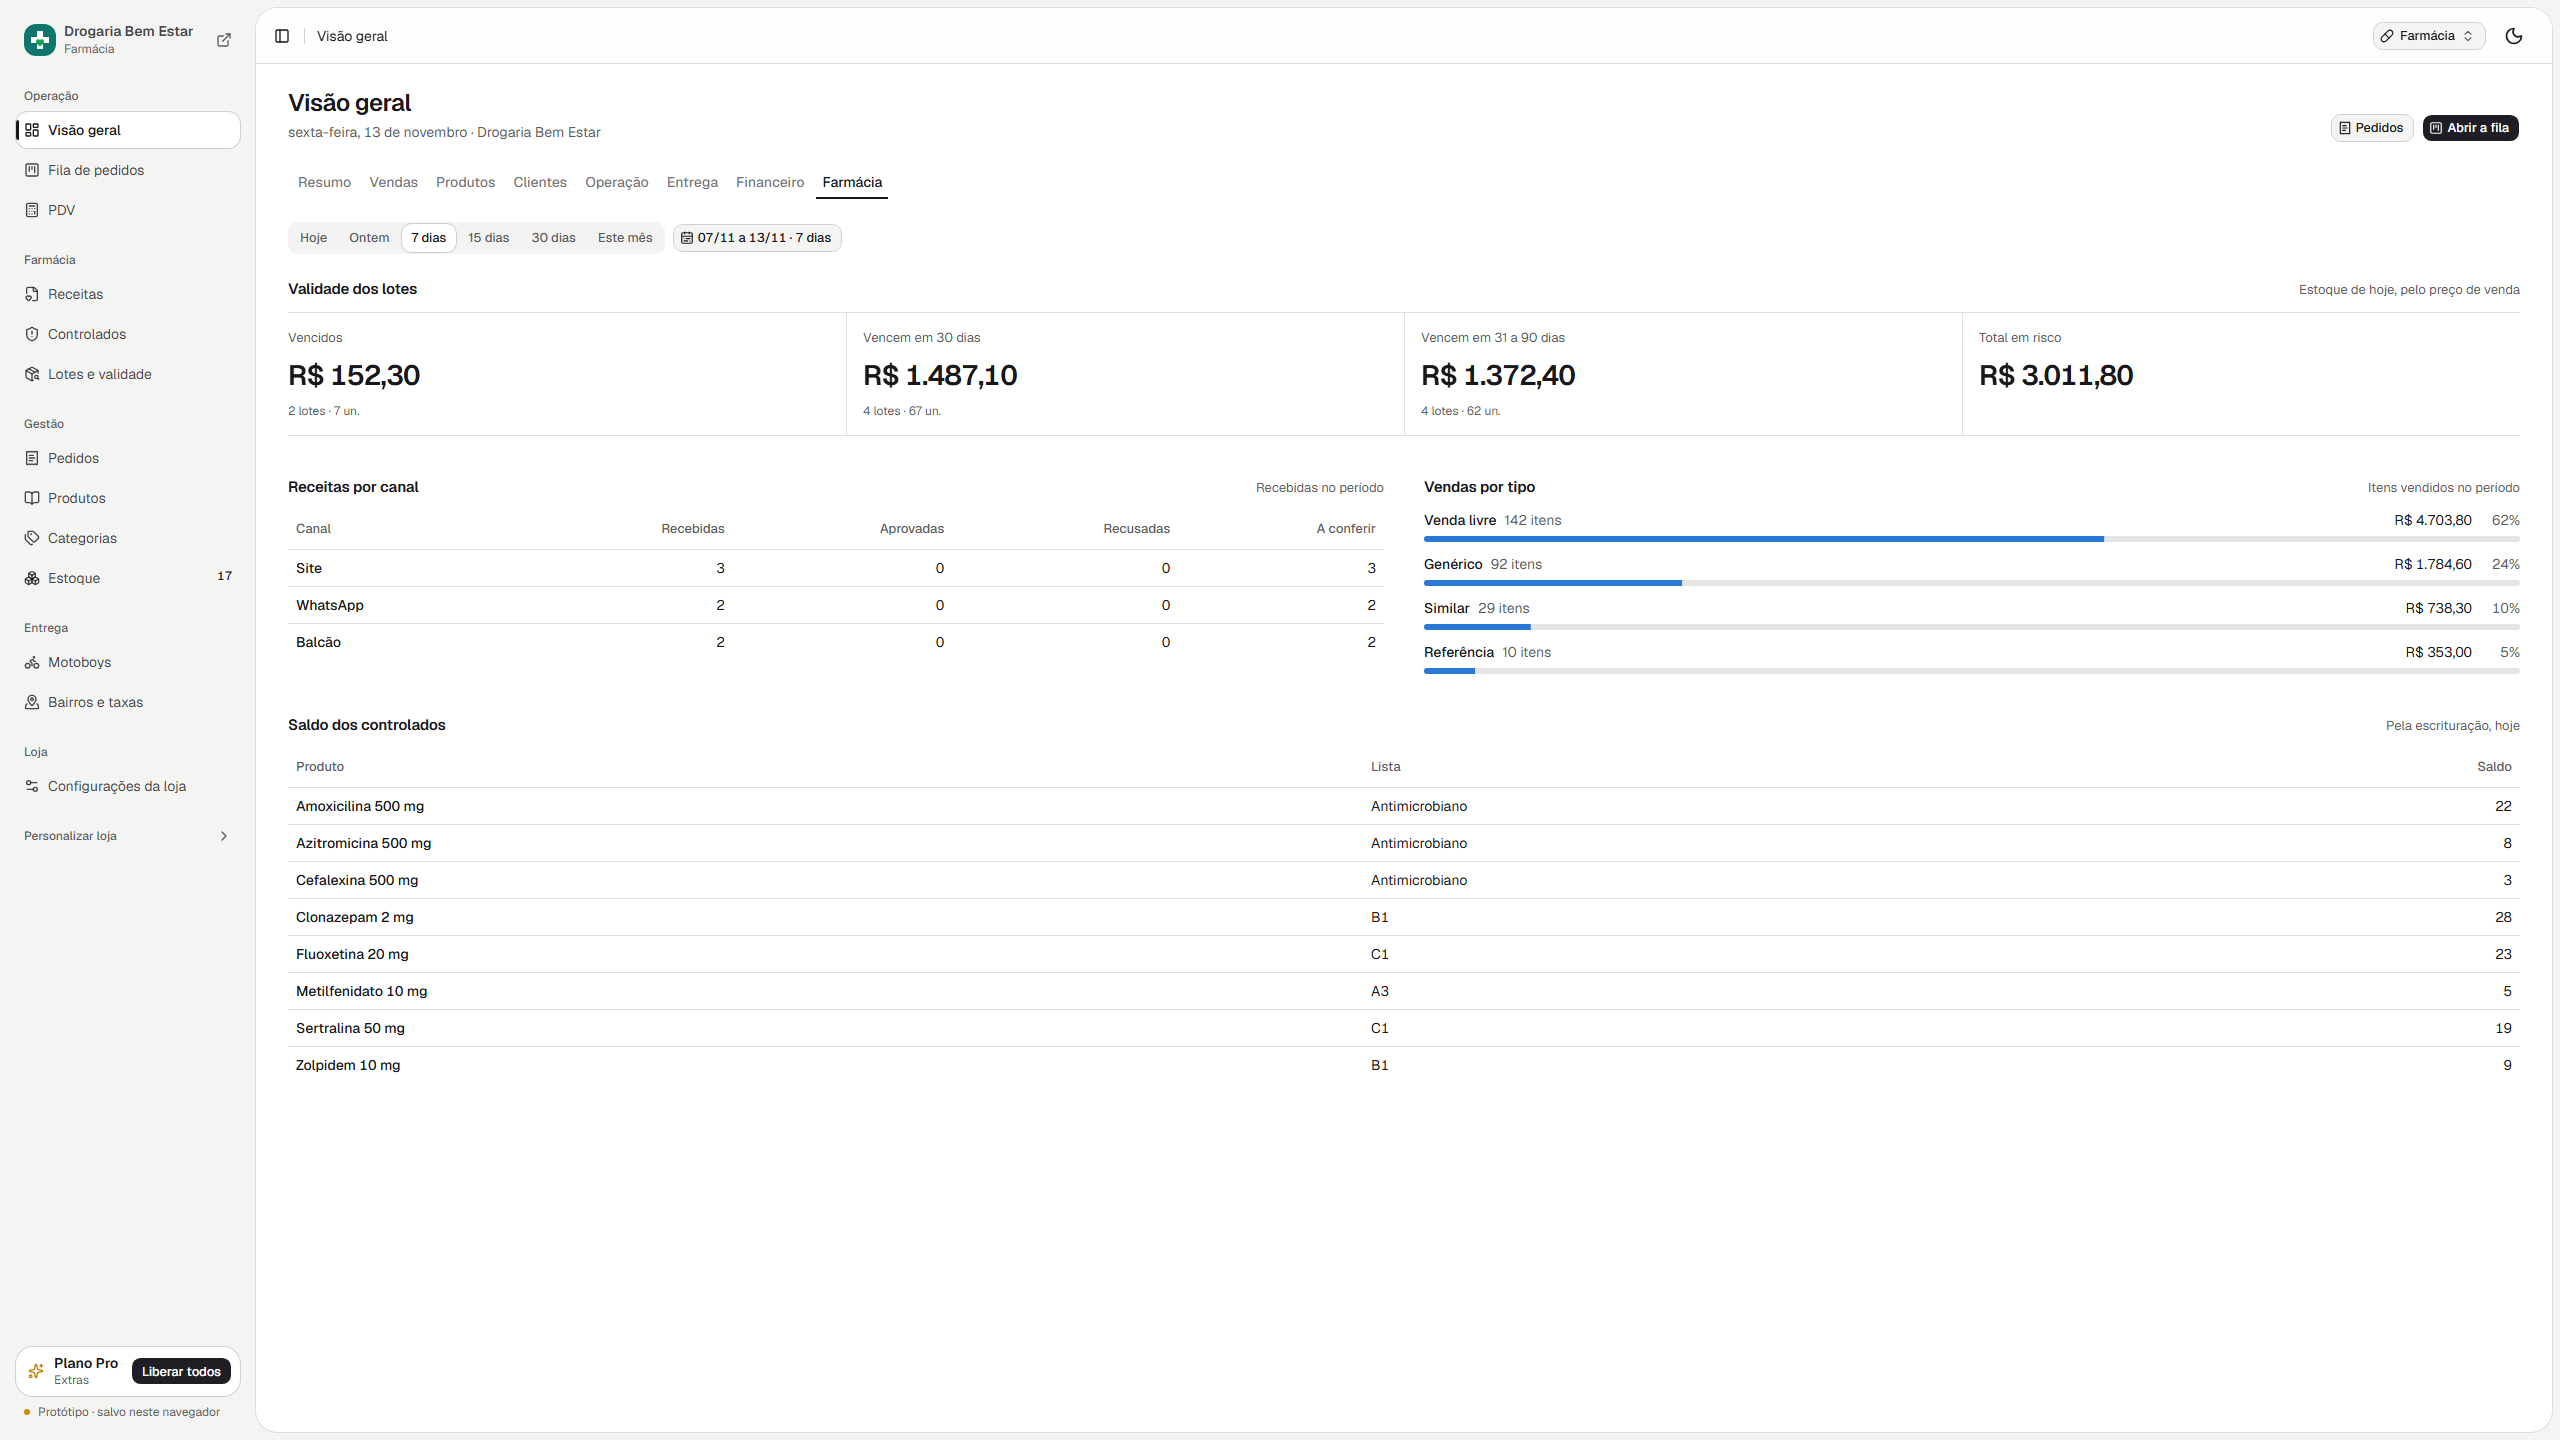 Drogaria Bem Estar
Farmácia
Operação
Visão geral
Fila de pedidos
PDV
Farmácia
Receitas
Controlados
Lotes e validade
Gestão
Pedidos
Produtos
Categorias
Estoque 17
Entrega
Motoboys
Bairros e taxas
Loja
Configurações da loja
Personalizar loja
Plano Pro
Extras
Liberar todos
Protótipo · salvo neste navegador
Visão geral
Farmácia
Visão geral
sexta-feira, 13 de novembro · Drogaria Bem Estar
Pedidos
Abrir a fila
Resumo Vendas Produtos Clientes Operação Entrega Financeiro Farmácia
Hoje Ontem 7 dias 15 dias 30 dias Este mês 07/11 a 13/11 · 7 dias
Validade dos lotes
Estoque de hoje, pelo preço de venda
Vencidos
R$ 152,30
2 lotes · 7 un.
Vencem em 30 dias
R$ 1.487,10
4 lotes · 67 un.
Vencem em 31 a 90 dias
R$ 1.372,40
4 lotes · 62 un.
Total em risco
R$ 3.011,80
Receitas por canal
Recebidas no período
Canal Recebidas Aprovadas Recusadas A conferir
Site 3 0 0 3
WhatsApp 2 0 0 2
Balcão 2 0 0 2
Vendas por tipo
Itens vendidos no período
Venda livre 142 itens R$ 4.703,80 62%
Genérico 92 itens R$ 1.784,60 24%
Similar 29 itens R$ 738,30 10%
Referência 10 itens R$ 353,00 5%
Saldo dos controlados
Pela escrituração, hoje
Produto Lista Saldo
Amoxicilina 500 mg Antimicrobiano 22
Azitromicina 500 mg Antimicrobiano 8
Cefalexina 500 mg Antimicrobiano 3
Clonazepam 2 mg B1 28
Fluoxetina 20 mg C1 23
Metilfenidato 10 mg A3 5
Sertralina 50 mg C1 19
Zolpidem 10 mg B1 9